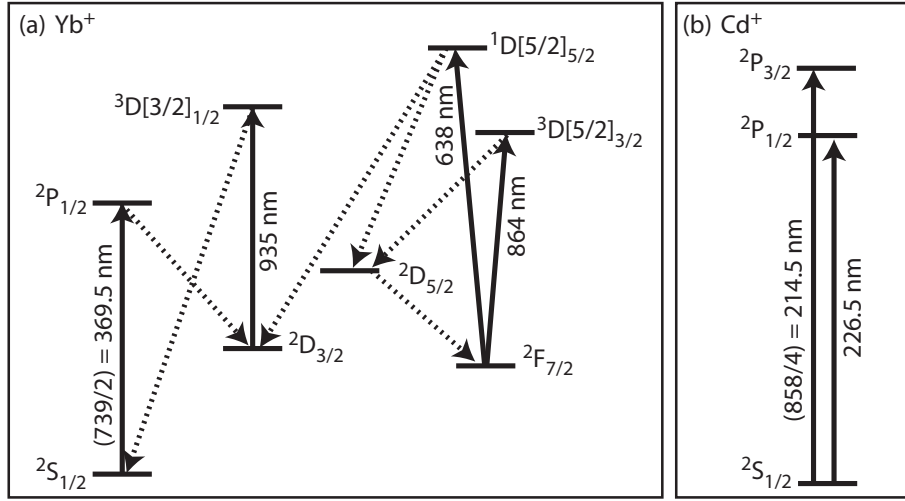 (a) Yb⁺
¹D[5/2]₅/₂
³D[3/2]₁/₂
³D[5/2]₃/₂
638 nm
²P₁/₂
864 nm
935 nm
²D₅/₂
(739/2) = 369.5 nm
²D₃/₂
²F₇/₂
²S₁/₂
(b) Cd⁺
²P₃/₂
²P₁/₂
(858/4) = 214.5 nm
226.5 nm
²S₁/₂